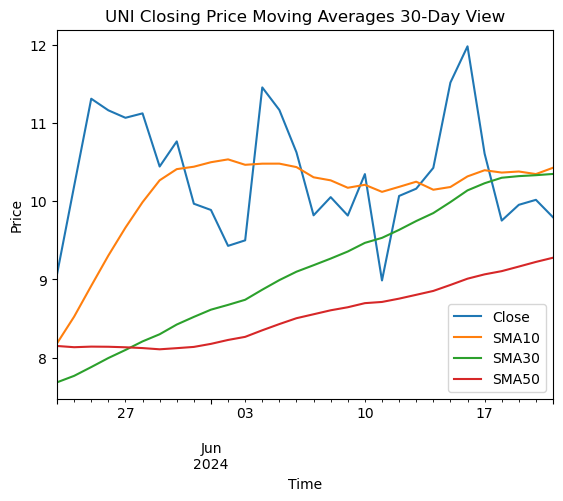 UNI Closing Price Moving Averages 30-Day View
12
11
10
9
8
Price
Close
SMA10
SMA30
SMA50
27
03
10
17
Jun
2024
Time